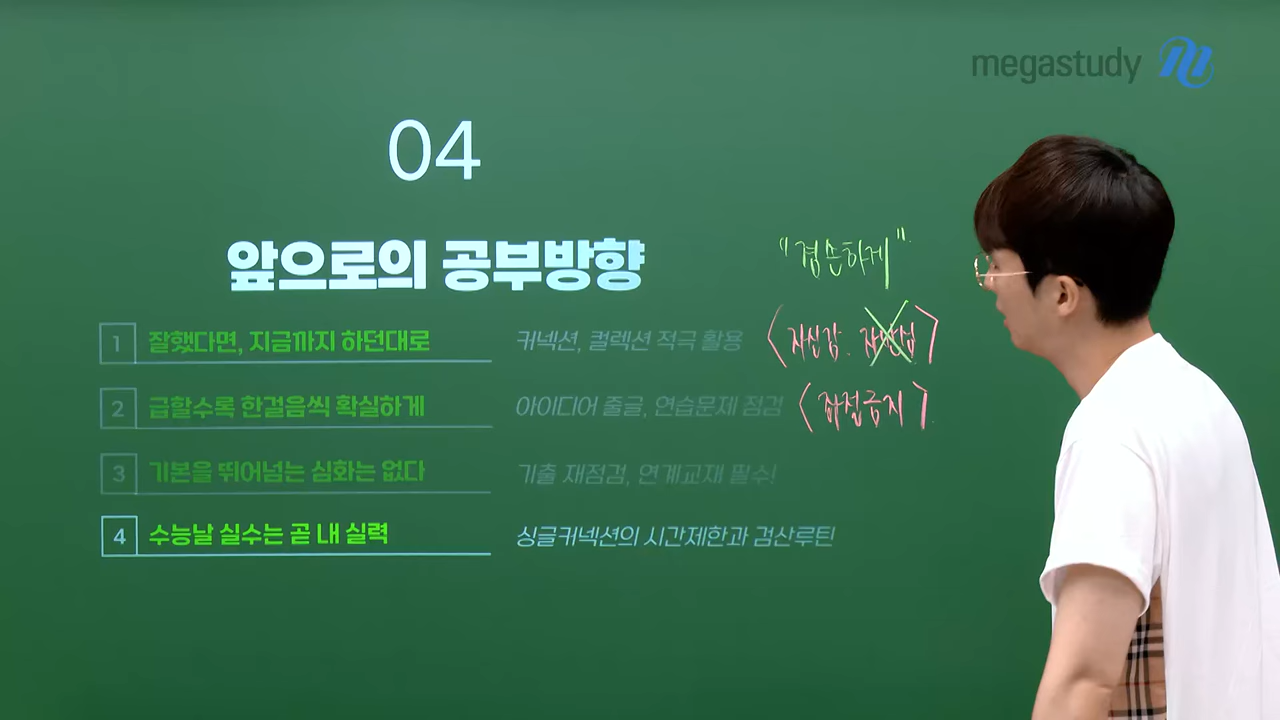 megastudy
04
앞으로의 공부방향
"겸손하게"
1 잘했다면, 지금까지 하던대로 커넥션, 컬렉션 적극 활용
<자신감. 자만심>
2 급할수록 한걸음씩 확실하게 아이디어 줄글, 연습문제 점검
<좌절금지>
3 기본을 뛰어넘는 심화는 없다 기출 재점검, 연계교재 필수!
4 수능날 실수는 곧 내 실력 싱글커넥션의 시간제한과 검산루틴